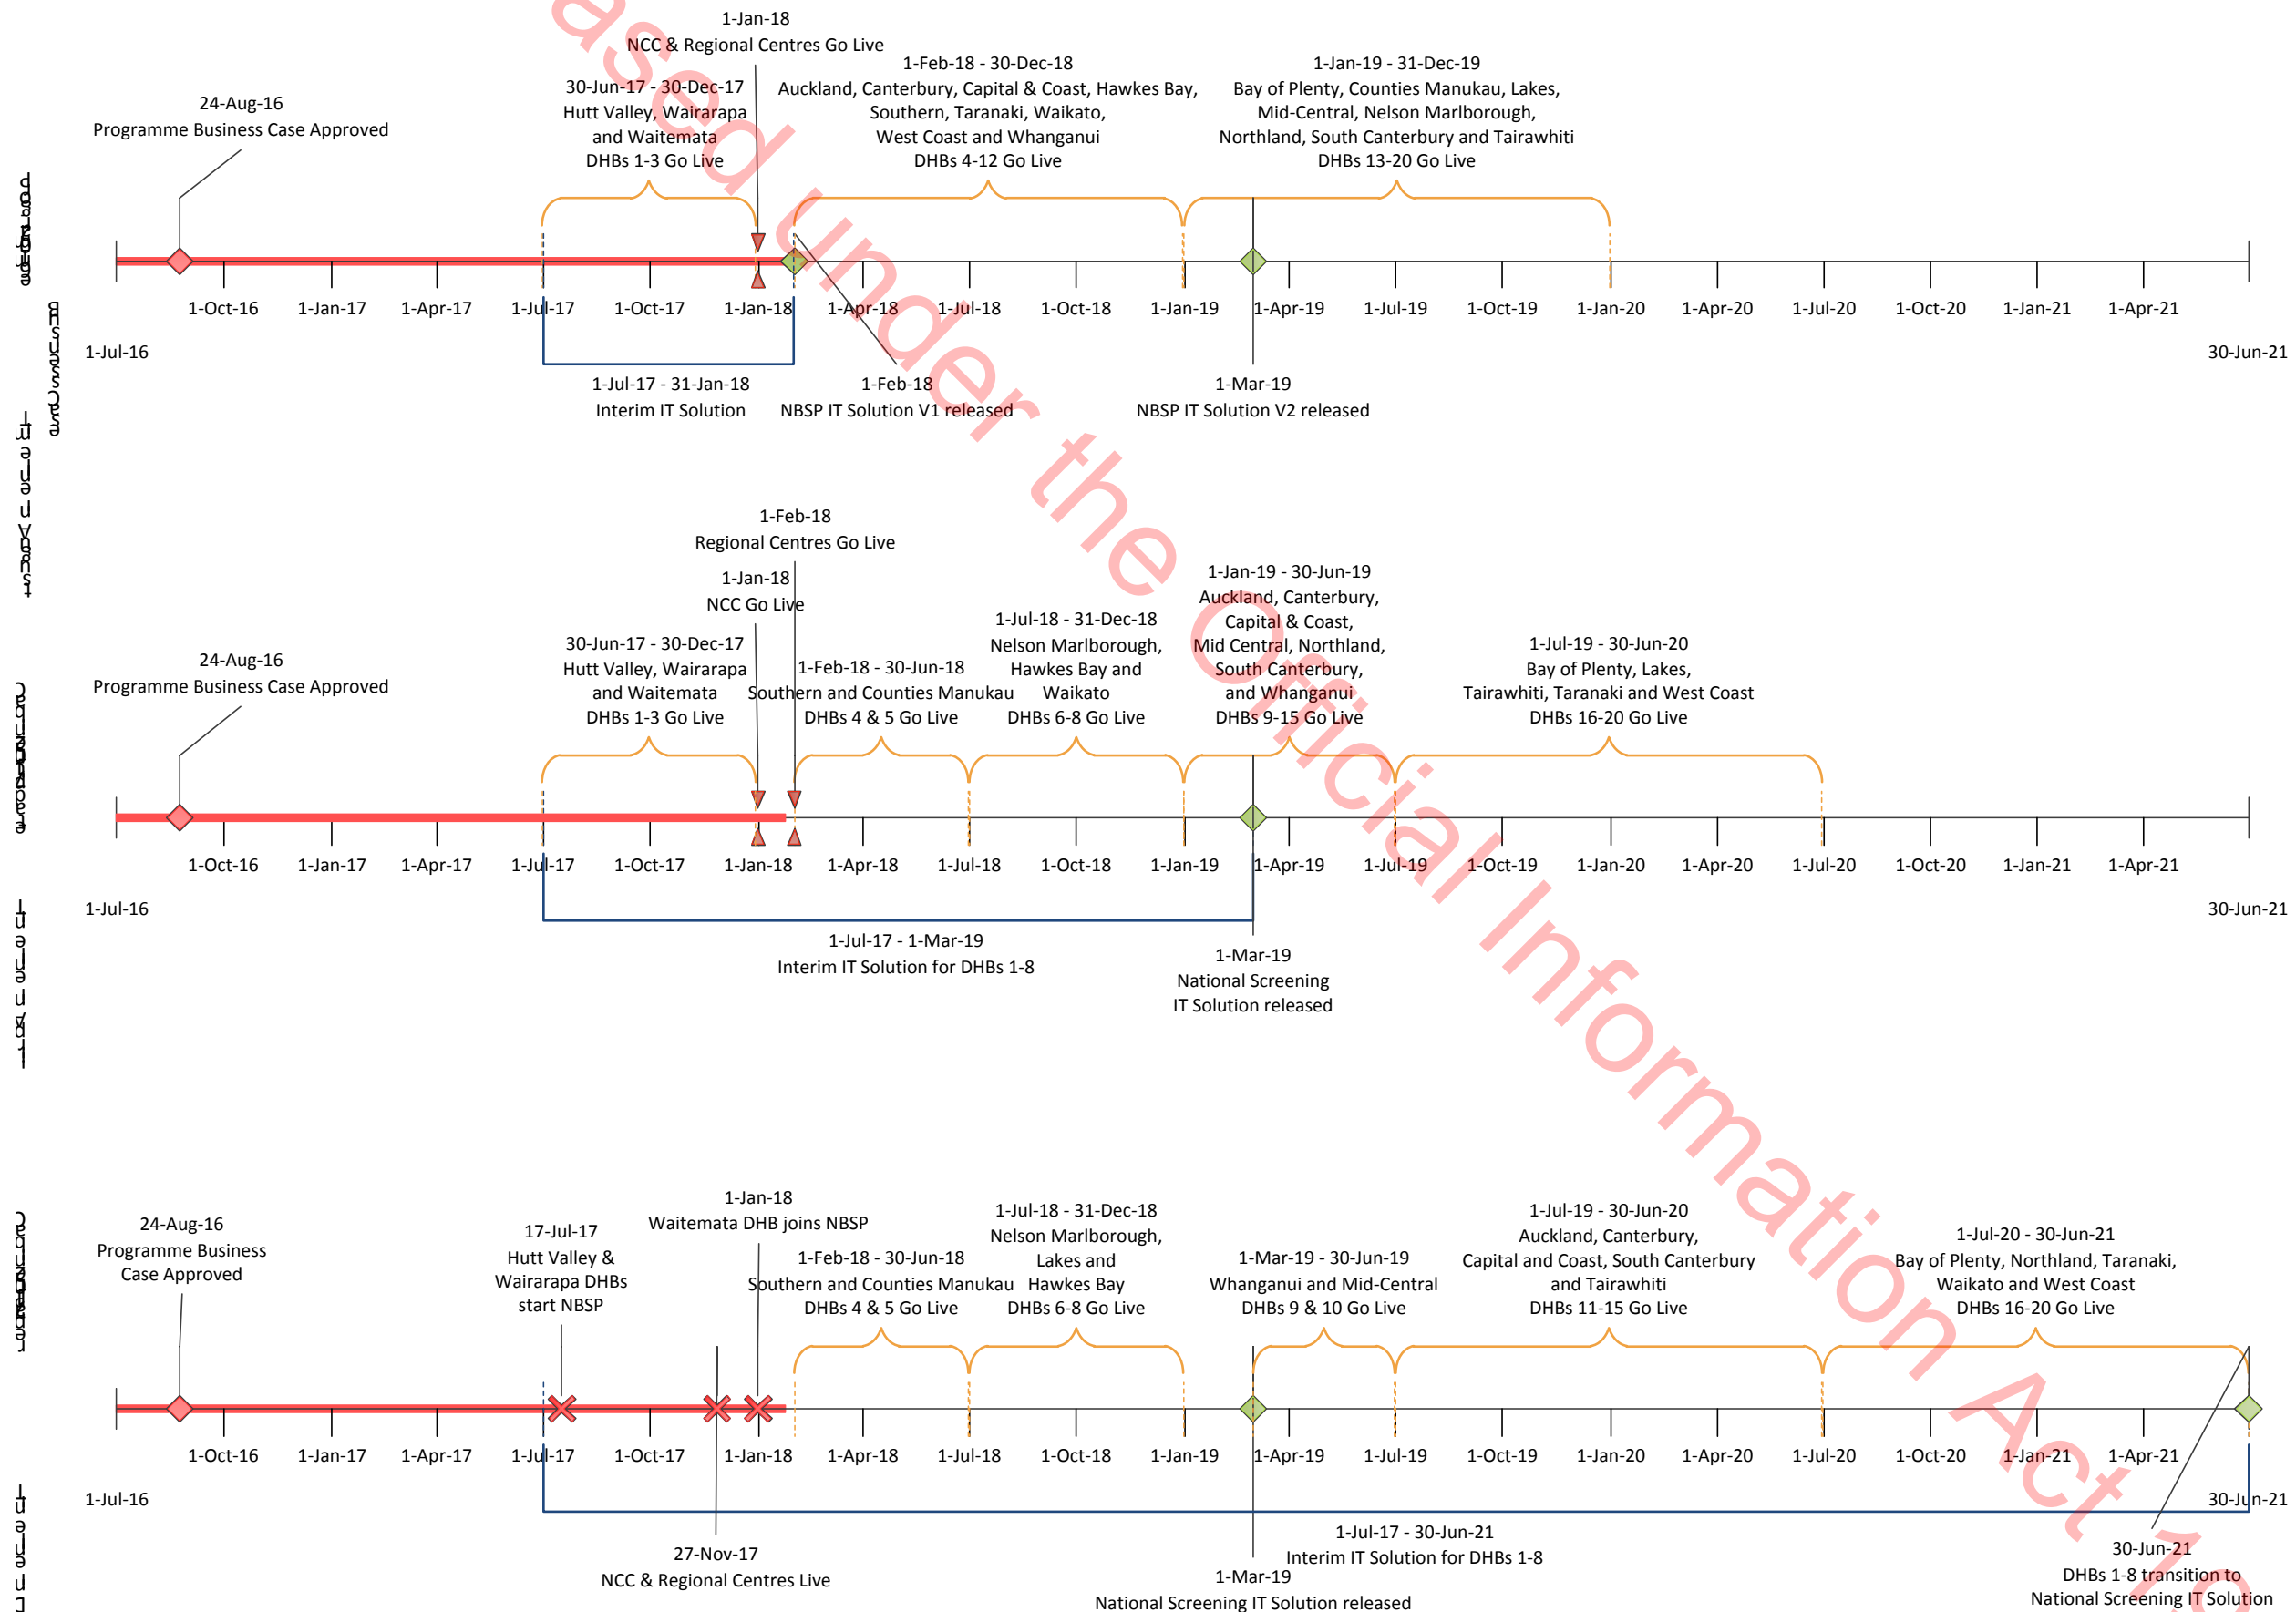 1-Jan-18
NCC & Regional Centres Go Live
24-Aug-16
Programme Business Case Approved
30-Jun-17 - 30-Dec-17
Hutt Valley, Wairarapa
and Waitemata
DHBs 1-3 Go Live
1-Feb-18 - 30-Dec-18
Auckland, Canterbury, Capital & Coast, Hawkes Bay,
Southern, Taranaki, Waikato,
West Coast and Whanganui
DHBs 4-12 Go Live
1-Jan-19 - 31-Dec-19
Bay of Plenty, Counties Manukau, Lakes,
Mid-Central, Nelson Marlborough,
Northland, South Canterbury and Tairawhiti
DHBs 13-20 Go Live
1-Oct-16 1-Jan-17 1-Apr-17 1-Jul-17 1-Oct-17 1-Jan-18 1-Apr-18 1-Jul-18 1-Oct-18 1-Jan-19 1-Apr-19 1-Jul-19 1-Oct-19 1-Jan-20 1-Apr-20 1-Jul-20 1-Oct-20 1-Jan-21 1-Apr-21
1-Jul-16 30-Jun-21
1-Jul-17 - 31-Jan-18
Interim IT Solution
1-Feb-18
NBSP IT Solution V1 released
1-Mar-19
NBSP IT Solution V2 released
1-Feb-18
Regional Centres Go Live
1-Jan-18
NCC Go Live
24-Aug-16
Programme Business Case Approved
30-Jun-17 - 30-Dec-17
Hutt Valley, Wairarapa
and Waitemata
DHBs 1-3 Go Live
1-Feb-18 - 30-Jun-18
Southern and Counties Manukau
DHBs 4 & 5 Go Live
1-Jul-18 - 31-Dec-18
Nelson Marlborough,
Hawkes Bay and
Waikato
DHBs 6-8 Go Live
1-Jan-19 - 30-Jun-19
Auckland, Canterbury,
Capital & Coast,
Mid Central, Northland,
South Canterbury,
and Whanganui
DHBs 9-15 Go Live
1-Jul-19 - 30-Jun-20
Bay of Plenty, Lakes,
Tairawhiti, Taranaki and West Coast
DHBs 16-20 Go Live
1-Oct-16 1-Jan-17 1-Apr-17 1-Jul-17 1-Oct-17 1-Jan-18 1-Apr-18 1-Jul-18 1-Oct-18 1-Jan-19 1-Apr-19 1-Jul-19 1-Oct-19 1-Jan-20 1-Apr-20 1-Jul-20 1-Oct-20 1-Jan-21 1-Apr-21
1-Jul-16 30-Jun-21
1-Jul-17 - 1-Mar-19
Interim IT Solution for DHBs 1-8
1-Mar-19
National Screening
IT Solution released
24-Aug-16
Programme Business
Case Approved
17-Jul-17
Hutt Valley &
Wairarapa DHBs
start NBSP
1-Jan-18
Waitemata DHB joins NBSP
1-Feb-18 - 30-Jun-18
Southern and Counties Manukau
DHBs 4 & 5 Go Live
1-Jul-18 - 31-Dec-18
Nelson Marlborough,
Lakes and
Hawkes Bay
DHBs 6-8 Go Live
1-Mar-19 - 30-Jun-19
Whanganui and Mid-Central
DHBs 9 & 10 Go Live
1-Jul-19 - 30-Jun-20
Auckland, Canterbury,
Capital and Coast, South Canterbury
and Tairawhiti
DHBs 11-15 Go Live
1-Jul-20 - 30-Jun-21
Bay of Plenty, Northland, Taranaki,
Waikato and West Coast
DHBs 16-20 Go Live
1-Oct-16 1-Jan-17 1-Apr-17 1-Jul-17 1-Oct-17 1-Jan-18 1-Apr-18 1-Jul-18 1-Oct-18 1-Jan-19 1-Apr-19 1-Jul-19 1-Oct-19 1-Jan-20 1-Apr-20 1-Jul-20 1-Oct-20 1-Jan-21 1-Apr-21
1-Jul-16 30-Jun-21
27-Nov-17
NCC & Regional Centres Live
1-Mar-19
National Screening IT Solution released
1-Jul-17 - 30-Jun-21
Interim IT Solution for DHBs 1-8
30-Jun-21
DHBs 1-8 transition to
National Screening IT Solution
ased under the Official Information Act 19